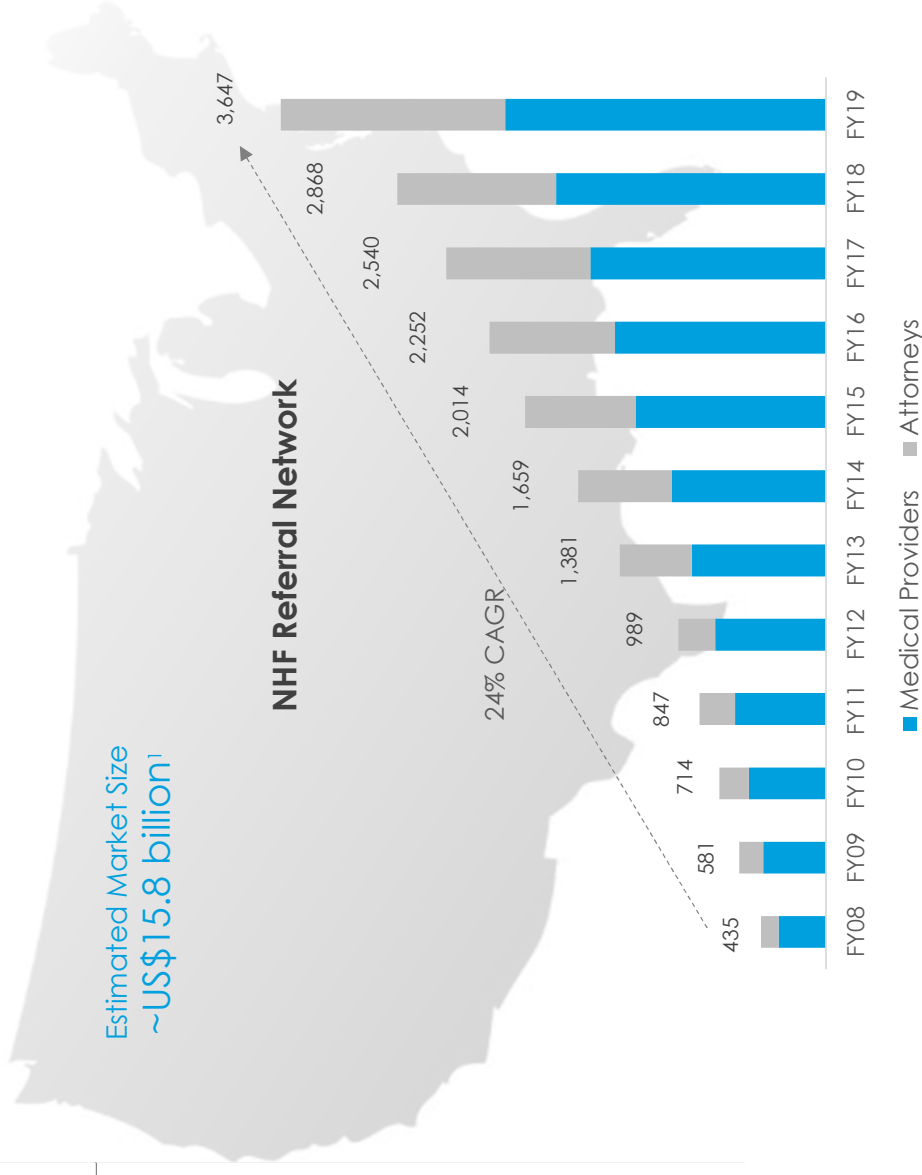 Estimated Market Size
~US$15.8 billion1
NHF Referral Network
24% CAGR
435
581
714
847
989
1,381
1,659
2,014
2,252
2,540
2,868
3,647
FY08 FY09 FY10 FY11 FY12 FY13 FY14 FY15 FY16 FY17 FY18 FY19
Medical Providers Attorneys